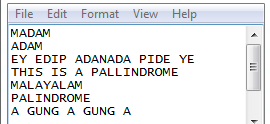 File Edit Format View Help
MADAM
ADAM
EY EDIP ADANADA PIDE YE
THIS IS A PALLINDROME
MALAYALAM
PALINDROME
A GUNG A GUNG A